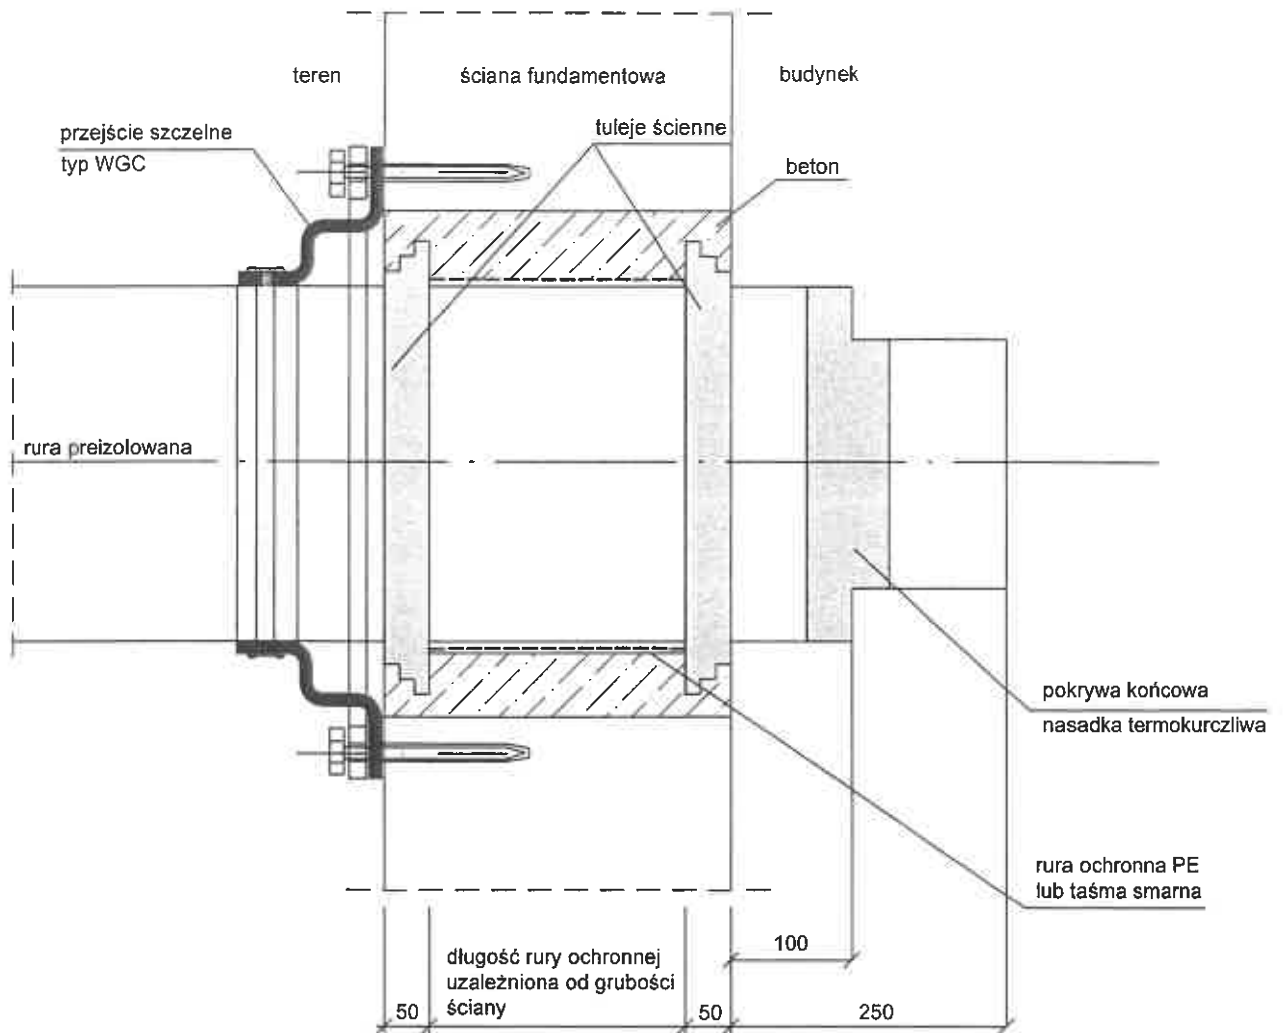 teren
ściana fundamentowa
budynek
przejście szczelne
typ WGC
tuleje ścienne
beton
rura preizolowana
pokrywa końcowa
nasadka termokurczliwa
rura ochronna PE
lub taśma smarna
100
długość rury ochronnej
uzależniona od grubości
ściany
50
50
250